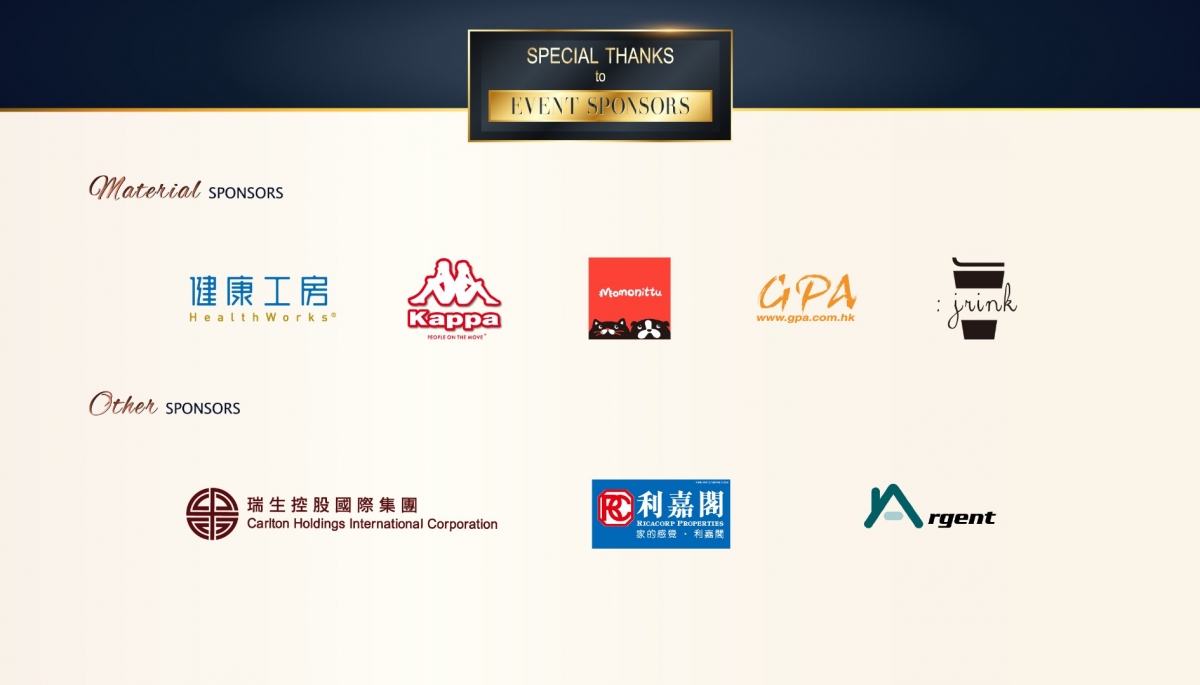 SPECIAL THANKS
to
EVENT SPONSORS
Material SPONSORS
健康工房
HealthWorks®
Kappa
PEOPLE ON THE MOVE™
Momonittu
GPA
www.gpa.com.hk
: jrink
Other SPONSORS
瑞生控股國際集團
Carlton Holdings International Corporation
RC 利嘉閣
RICACORP PROPERTIES
家的感覺 · 利嘉閣
Argent